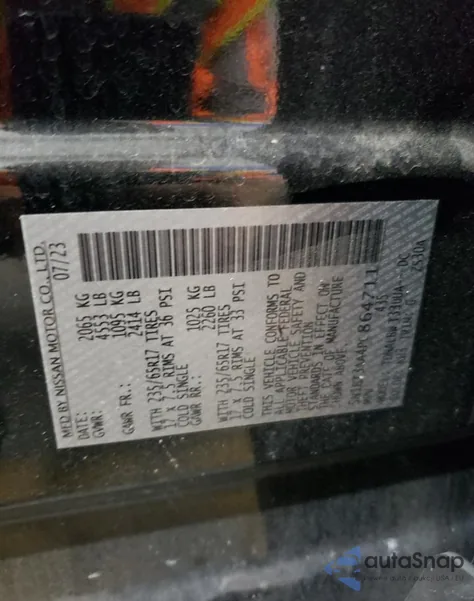 MFD BY NISSAN MOTOR CO., LTD.
DATE: 07/23
GVWR: 2065 KG
4553 LB
GAWR FR.: 1095 KG
2414 LB
WITH 235/65R17 TIRES
17 X 7.5 RIMS AT 36 PSI
COLD SINGLE
GAWR RR.: 1025 KG
2260 LB
WITH 235/65R17 TIRES
17 X 7.5 RIMS AT 33 PSI
COLD SINGLE
THIS VEHICLE CONFORMS TO
ALL APPLICABLE FEDERAL
MOTOR VEHICLE SAFETY AND
THEFT PREVENTION
STANDARDS IN EFFECT ON
THE DATE OF MANUFACTURE
SHOWN ABOVE.
864711
DC
Z30A
autaSnap